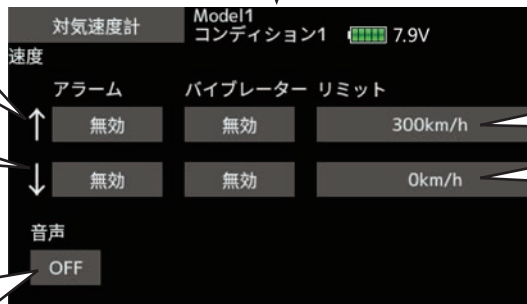 対気速度計 Model1
コンディション1 7.9V
速度
アラーム バイブレーター リミット
↑ 無効 無効 300km/h
↓ 無効 無効 0km/h
音声
OFF